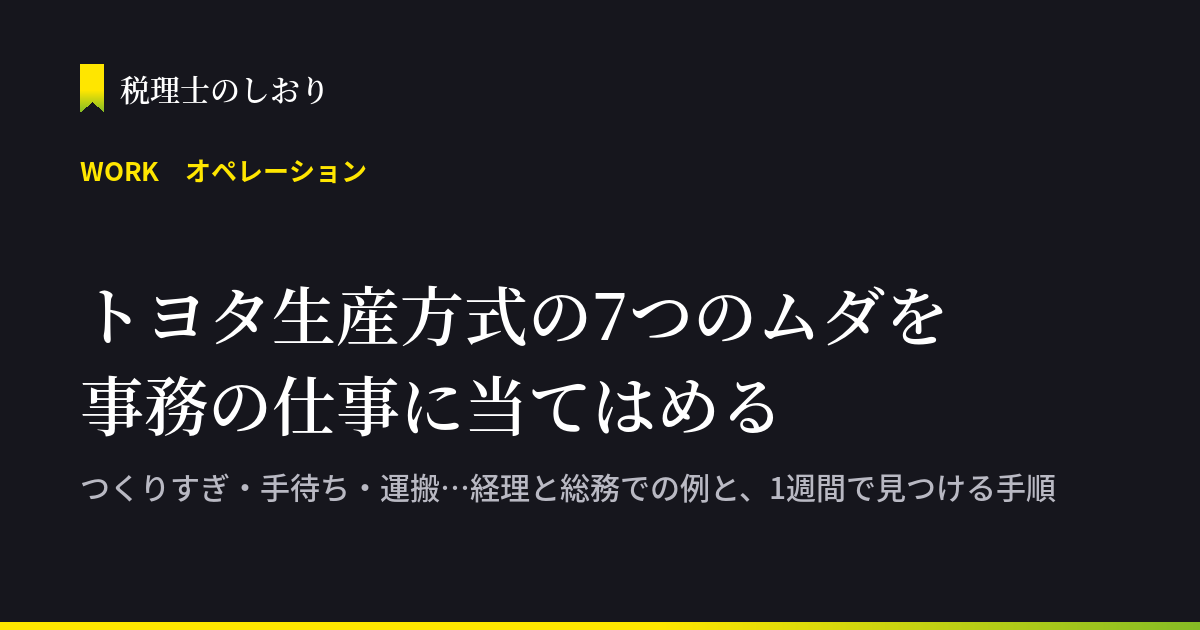 税理士のしおり
WORK　オペレーション
トヨタ生産方式の7つのムダを
事務の仕事に当てはめる
つくりすぎ・手待ち・運搬…経理と総務での例と、1週間で見つける手順